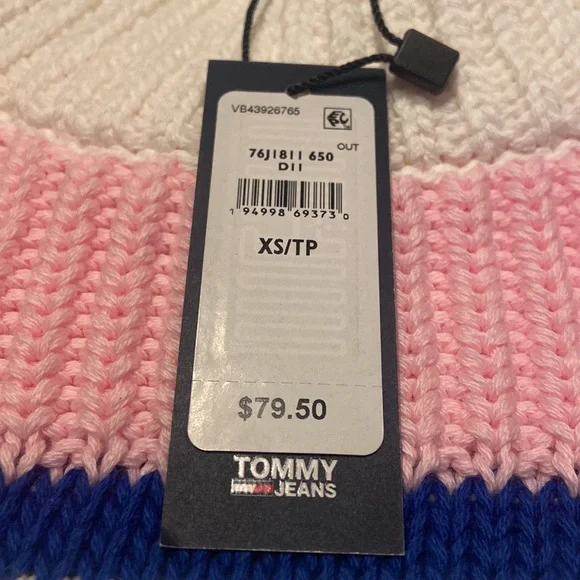 VB43926765
OUT
76J1811 650
D11
1 94998 69373 0
XS/TP
$79.50
TOMMY
JEANS